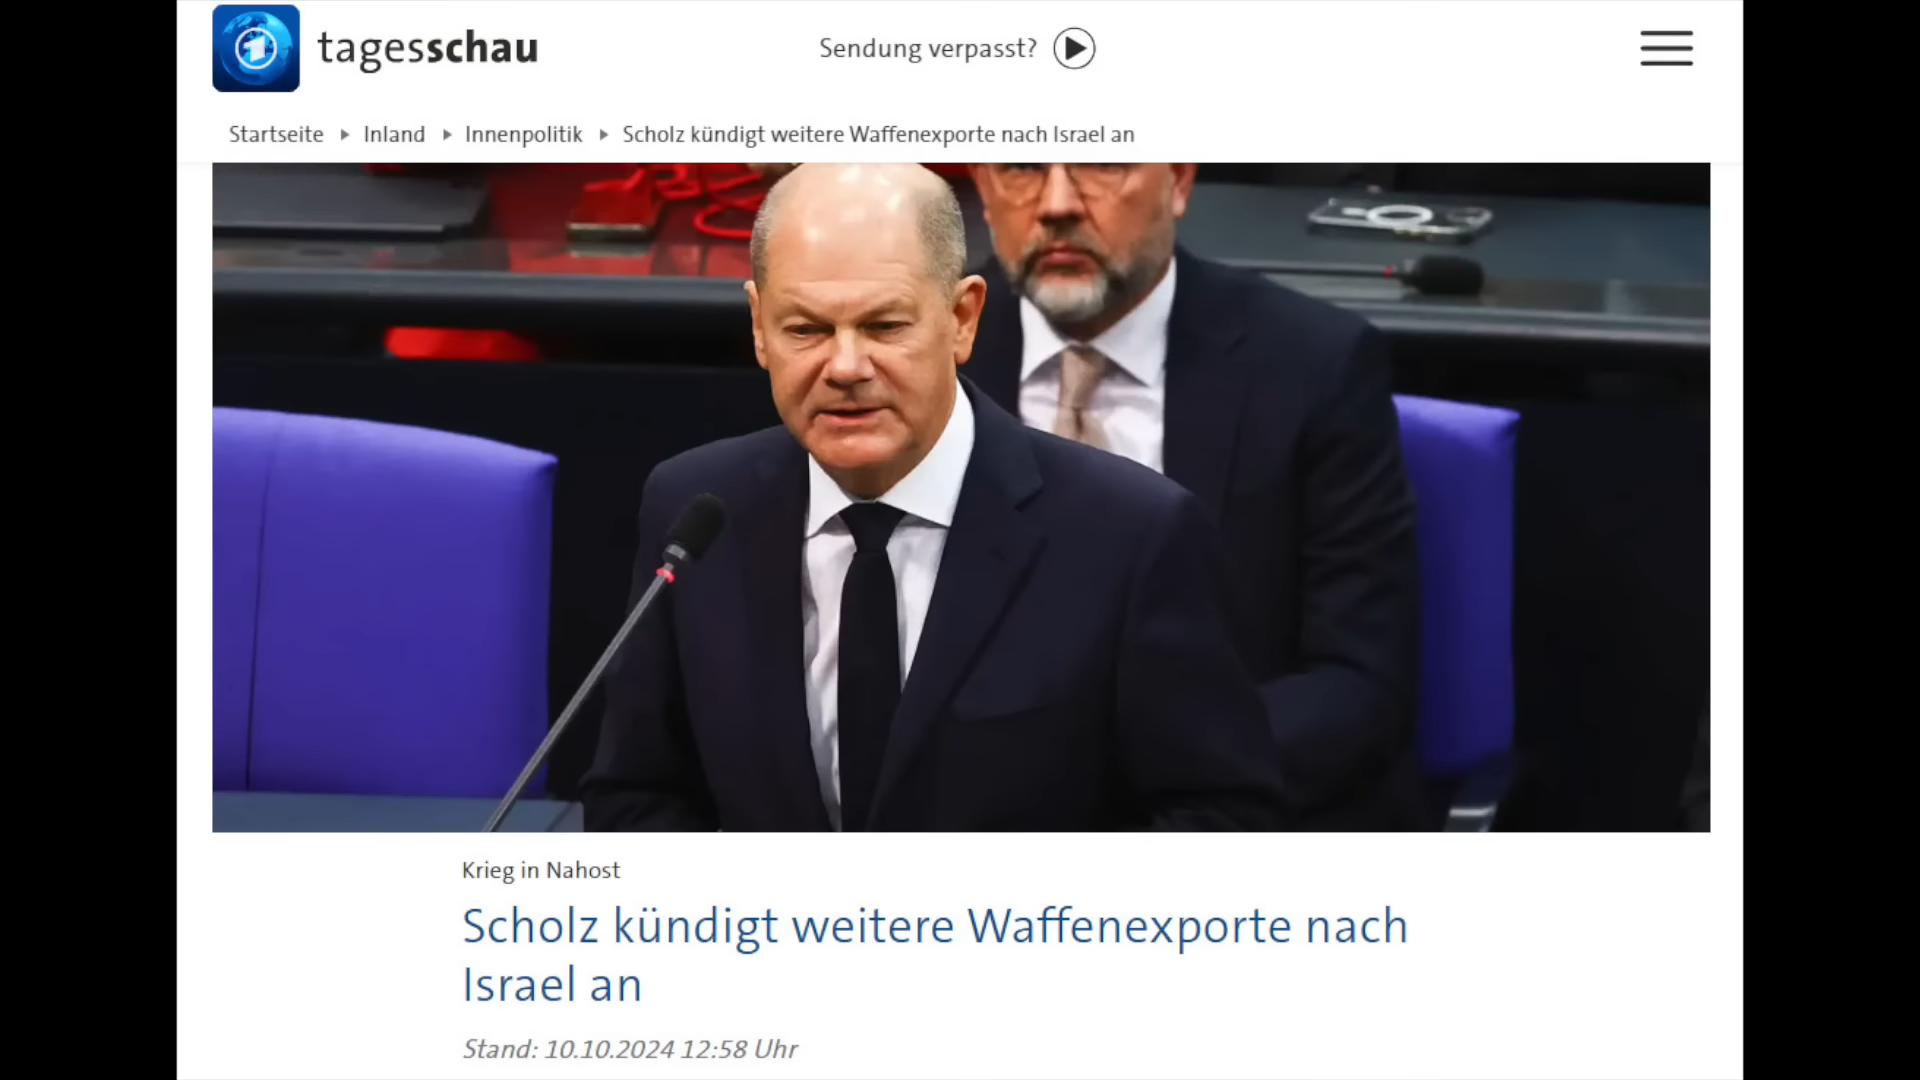 tagesschau
Sendung verpasst?
Startseite Inland Innenpolitik Scholz kündigt weitere Waffenexporte nach Israel an
Krieg in Nahost
Scholz kündigt weitere Waffenexporte nach
Israel an
Stand: 10.10.2024 12:58 Uhr